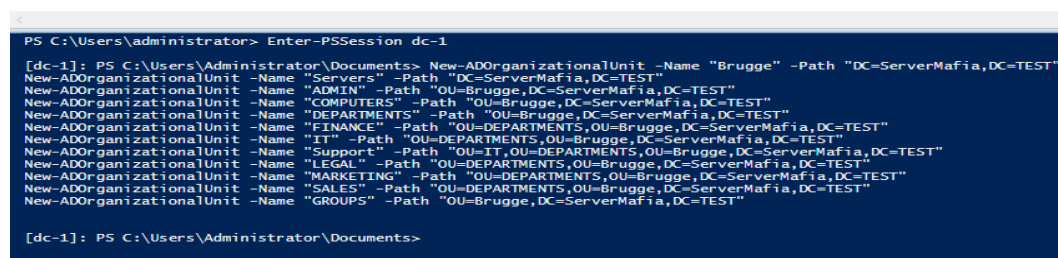 PS C:\Users\administrator> Enter-PSSession dc-1
[dc-1]: PS C:\Users\Administrator\Documents> New-ADOrganizationalUnit -Name "Brugge" -Path "DC=ServerMafia,DC=TEST"
New-ADOrganizationalUnit -Name "Servers" -Path "DC=ServerMafia,DC=TEST"
New-ADOrganizationalUnit -Name "ADMIN" -Path "OU=Brugge,DC=ServerMafia,DC=TEST"
New-ADOrganizationalUnit -Name "COMPUTERS" -Path "OU=Brugge,DC=ServerMafia,DC=TEST"
New-ADOrganizationalUnit -Name "DEPARTMENTS" -Path "OU=Brugge,DC=ServerMafia,DC=TEST"
New-ADOrganizationalUnit -Name "FINANCE" -Path "OU=DEPARTMENTS,OU=Brugge,DC=ServerMafia,DC=TEST"
New-ADOrganizationalUnit -Name "IT" -Path "OU=DEPARTMENTS,OU=Brugge,DC=ServerMafia,DC=TEST"
New-ADOrganizationalUnit -Name "Support" -Path "OU=IT,OU=DEPARTMENTS,OU=Brugge,DC=ServerMafia,DC=TEST"
New-ADOrganizationalUnit -Name "LEGAL" -Path "OU=DEPARTMENTS,OU=Brugge,DC=ServerMafia,DC=TEST"
New-ADOrganizationalUnit -Name "MARKETING" -Path "OU=DEPARTMENTS,OU=Brugge,DC=ServerMafia,DC=TEST"
New-ADOrganizationalUnit -Name "SALES" -Path "OU=DEPARTMENTS,OU=Brugge,DC=ServerMafia,DC=TEST"
New-ADOrganizationalUnit -Name "GROUPS" -Path "OU=Brugge,DC=ServerMafia,DC=TEST"
[dc-1]: PS C:\Users\Administrator\Documents>